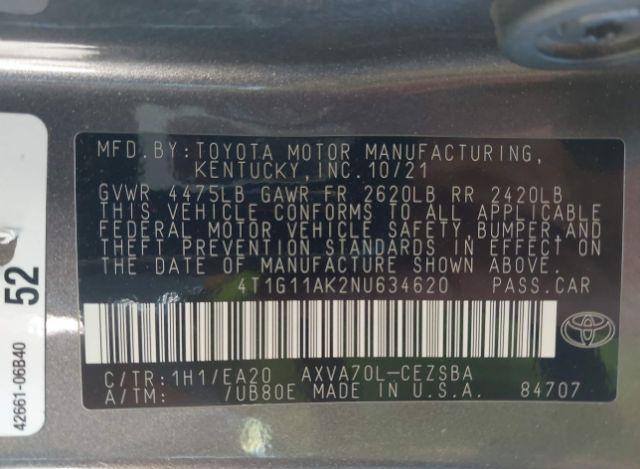 MFD.BY:TOYOTA MOTOR MANUFACTURING,
KENTUCKY,INC.10/21
GVWR 4475LB GAWR FR 2620LB RR 2420LB
THIS VEHICLE CONFORMS TO ALL APPLICABLE
FEDERAL MOTOR VEHICLE SAFETY, BUMPER AND
THEFT PREVENTION STANDARDS IN EFFECT ON
THE DATE OF MANUFACTURE SHOWN ABOVE.
4T1G11AK2NU634620 PASS.CAR
C/TR:1H1/EA20 AXVA70L-CEZSBA
A/TM: /UB80E MADE IN U.S.A. 84707
52
42661-06B40